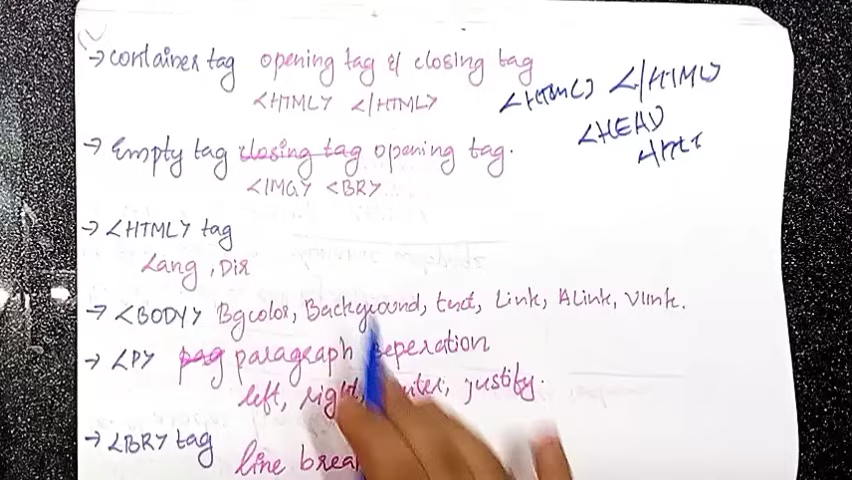 → container tag opening tag & closing tag
<HTML> </HTML>
<HTML> </HTML>
<HEAD
→ Empty tag closing tag opening tag.
<IMG> <BR>
→ <HTML> tag
Lang, Dir
→ <BODY> Bgcolor, Background, text, Link, ALink, Vlink.
→ <P> pag paragraph seperation
left, right, justify.
→ <BR> tag
line